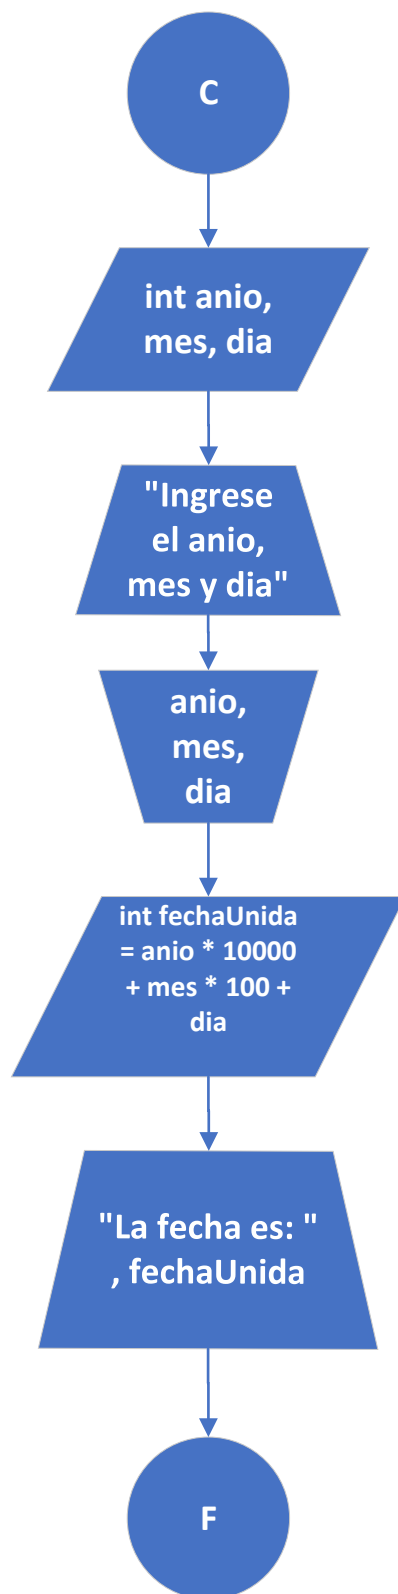 C
int anio,
mes, dia
"Ingrese
el anio,
mes y dia"
anio,
mes,
dia
int fechaUnida
= anio * 10000
+ mes * 100 +
dia
"La fecha es: "
, fechaUnida
F